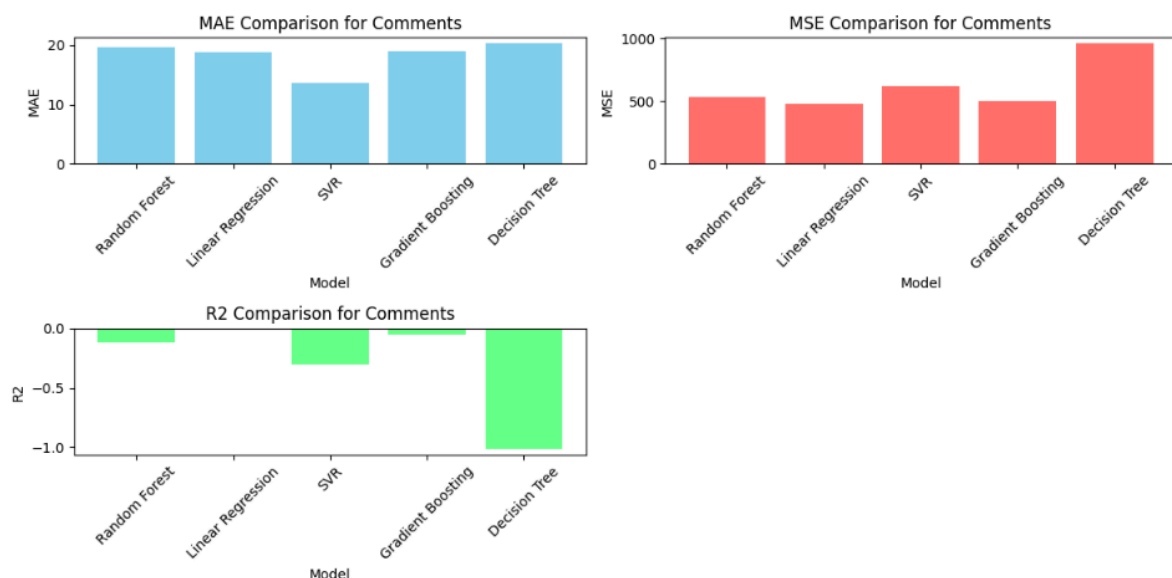 MAE Comparison for Comments
20
10
0
MAE
Random Forest
Linear Regression
SVR
Gradient Boosting
Decision Tree
Model
MSE Comparison for Comments
1000
500
0
MSE
Random Forest
Linear Regression
SVR
Gradient Boosting
Decision Tree
Model
R2 Comparison for Comments
0.0
−0.5
−1.0
R2
Random Forest
Linear Regression
SVR
Gradient Boosting
Decision Tree
Model